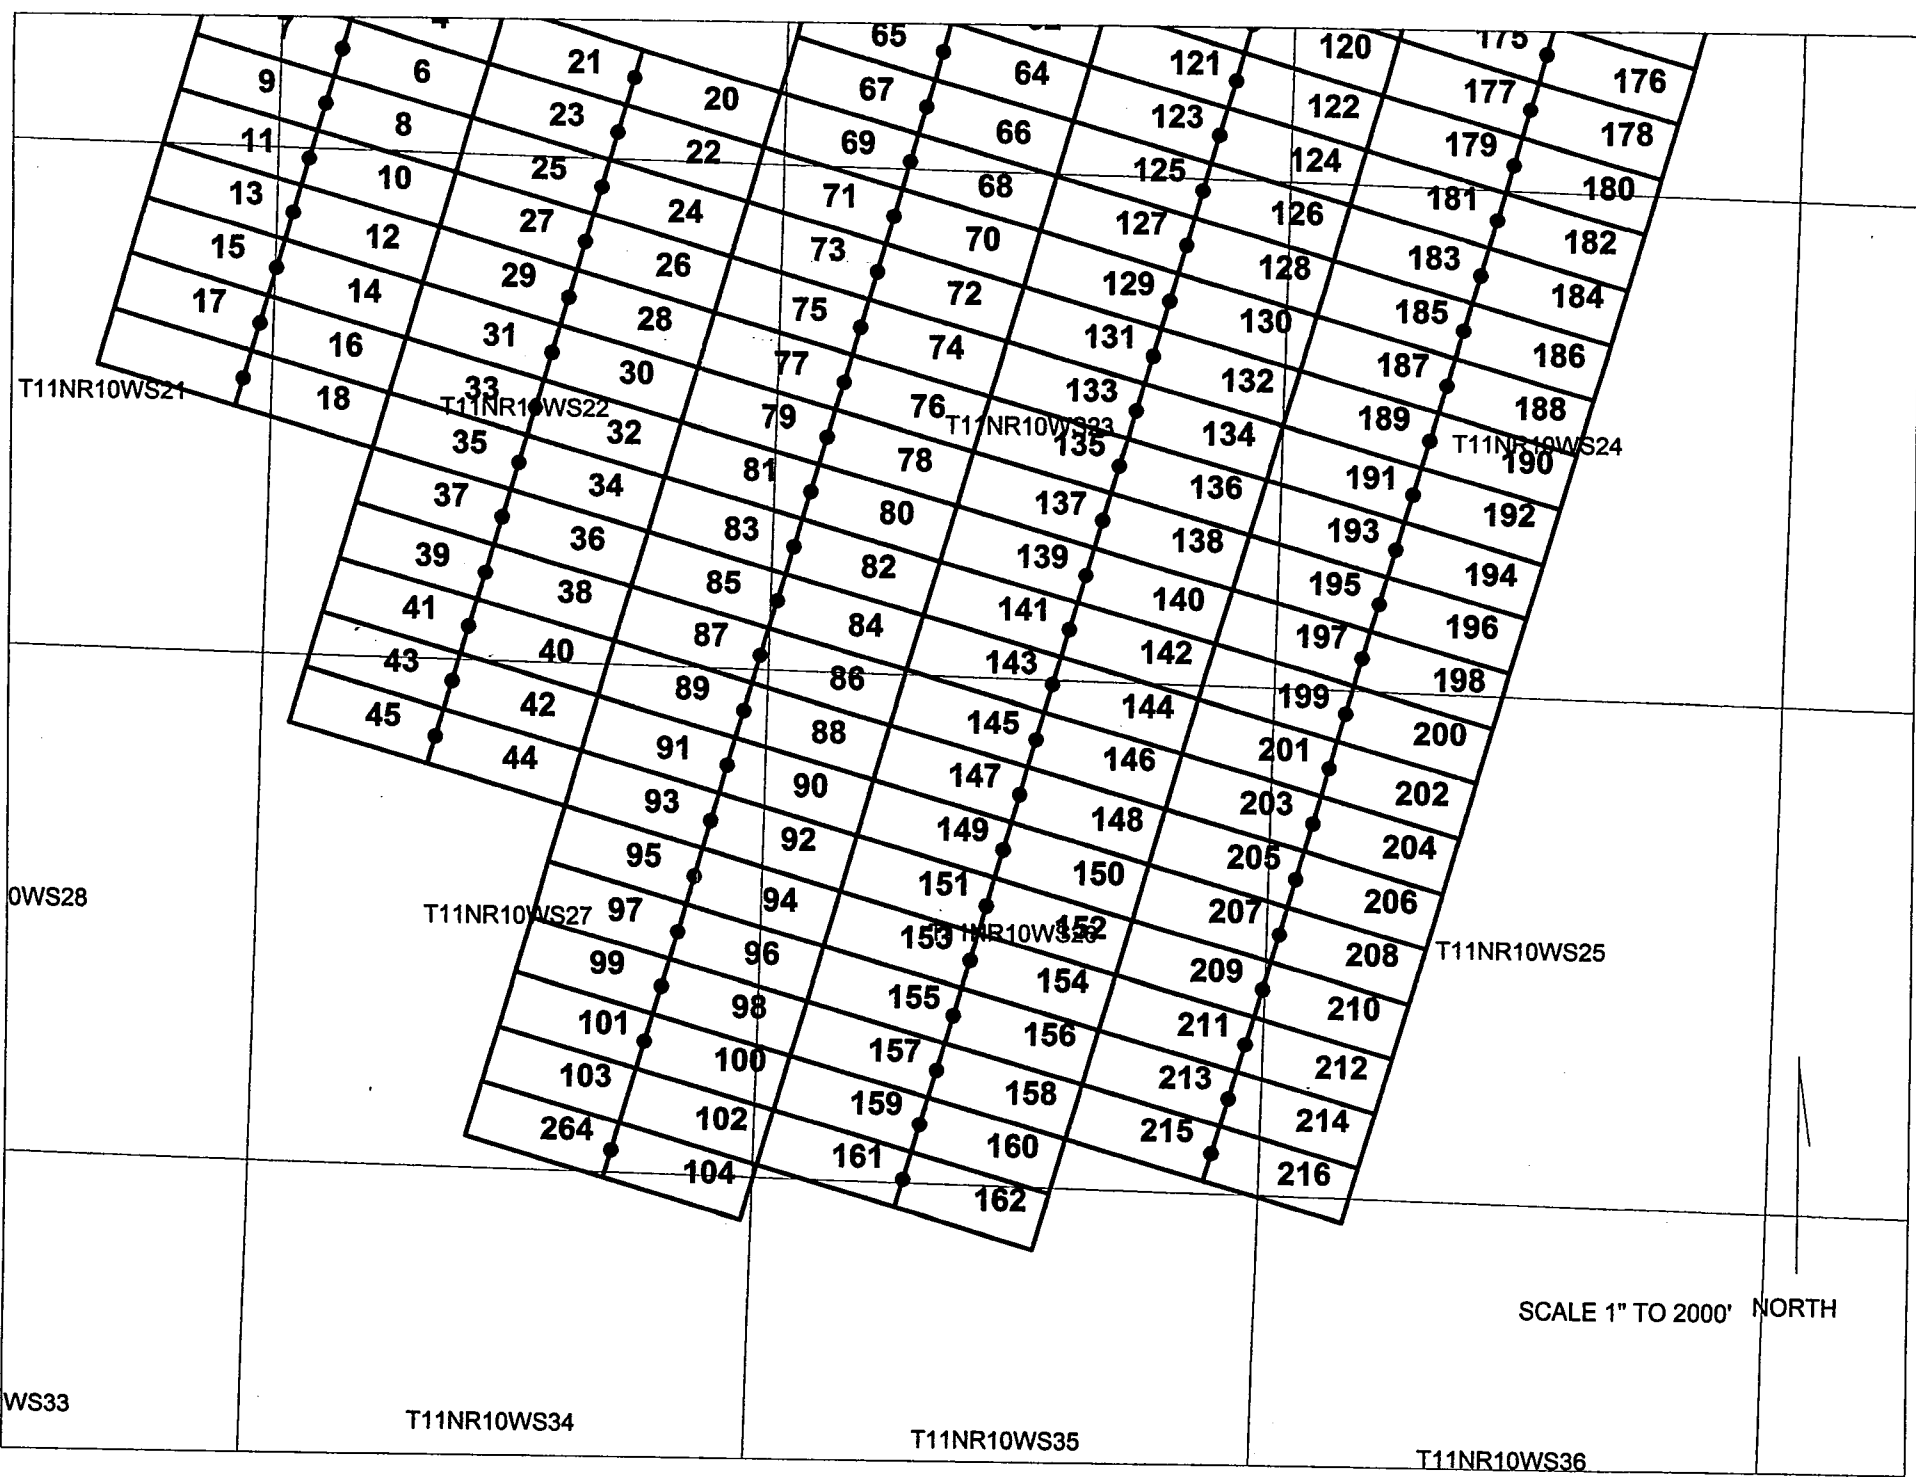 65 120 175
21 121 64 176
6 20 67 177
9 23 123 122 178
8 22 69 66 179
11 25 125 124 180
10 71 68 181
13 27 24 127 126 182
12 73 70 183
15 29 26 129 128 184
14 75 72 185
17 31 28 131 130 186
16 77 74 187
T11NR10WS21 18 33 T11NR10WS22 30 133 132 188
32 79 76 T11NR10WS23 189
35 135 134 T11NR10WS24 190
34 81 78 191
37 137 136 192
36 83 80 193
39 139 138 194
38 85 82 195
41 141 140 196
40 87 84 197
43 143 142 198
42 89 86 199
45 145 144 200
44 91 88 201
147 146 202
93 90 203
149 148 204
95 92 205
0WS28 151 150 206
T11NR10WS27 97 94 207
153 T11NR10WS26 152 T11NR10WS25
99 96 209 208
155 154 210
101 98 211
157 156 212
103 100 213
159 158 214
264 102 215
161 160 216
104 162
SCALE 1" TO 2000' NORTH
WS33 T11NR10WS34 T11NR10WS35 T11NR10WS36